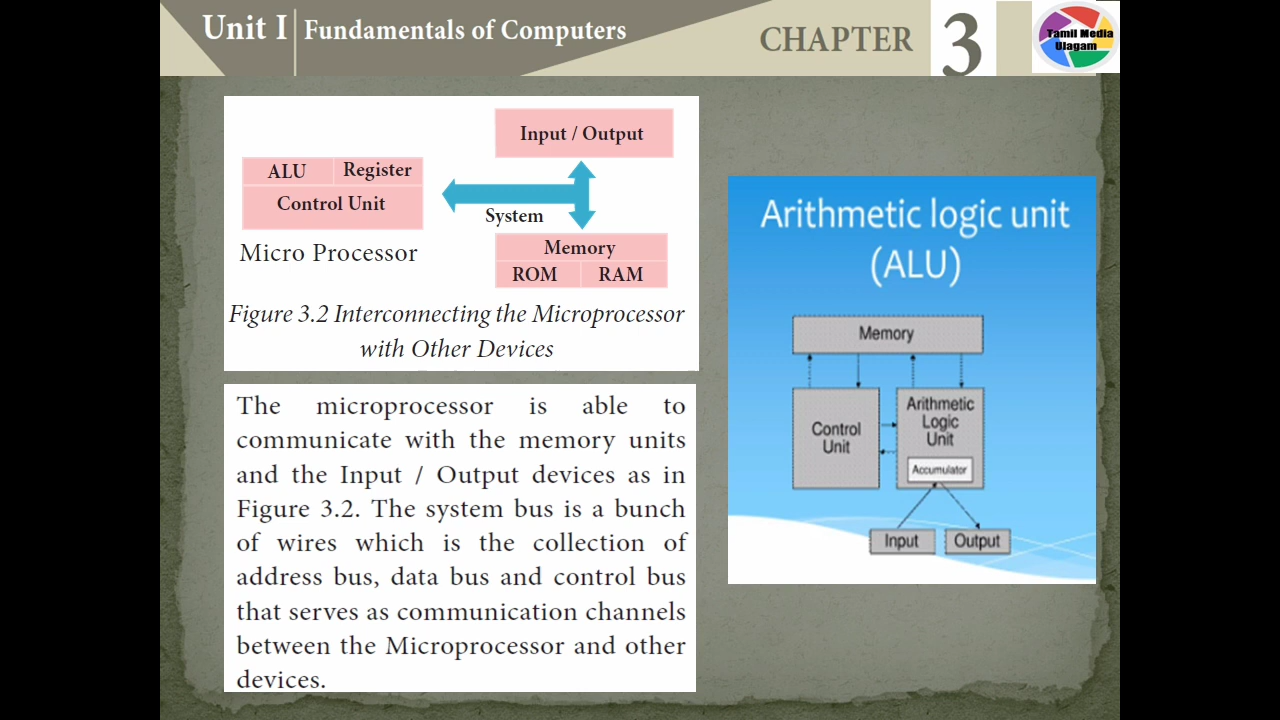 Unit I
Fundamentals of Computers
CHAPTER
3
Tamil Media
Ulagam
Input / Output
ALU
Register
Control Unit
System
Micro Processor
Memory
ROM
RAM
Figure 3.2 Interconnecting the Microprocessor
with Other Devices
The microprocessor is able to
communicate with the memory units
and the Input / Output devices as in
Figure 3.2. The system bus is a bunch
of wires which is the collection of
address bus, data bus and control bus
that serves as communication channels
between the Microprocessor and other
devices.
Arithmetic logic unit
(ALU)
Memory
Control
Unit
Arithmetic
Logic
Unit
Accumulator
Input
Output